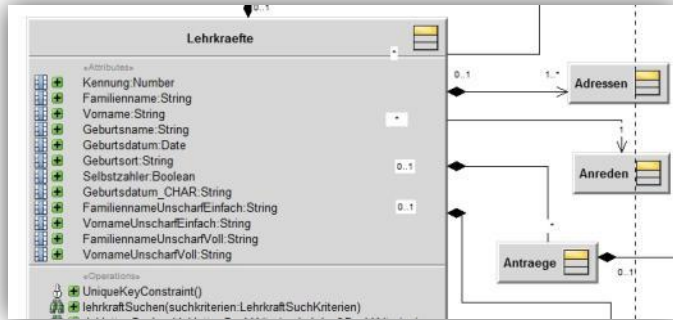 0..1
Lehrkraefte
*
«Attributes»
Kennung:Number
Familienname:String
Vorname:String
Geburtsname:String
Geburtsdatum:Date
Geburtsort:String
Selbstzahler:Boolean
Geburtsdatum_CHAR:String
FamiliennameUnscharfEinfach:String
VornameUnscharfEinfach:String
FamiliennameUnscharfVoll:String
VornameUnscharfVoll:String
«Operations»
UniqueKeyConstraint()
lehrkraftSuchen(suchkriterien:LehrkraftSuchKriterien)
0..1
1..*
Adressen
*
1
Anreden
0..1
0..1
*
Antraege
0..1